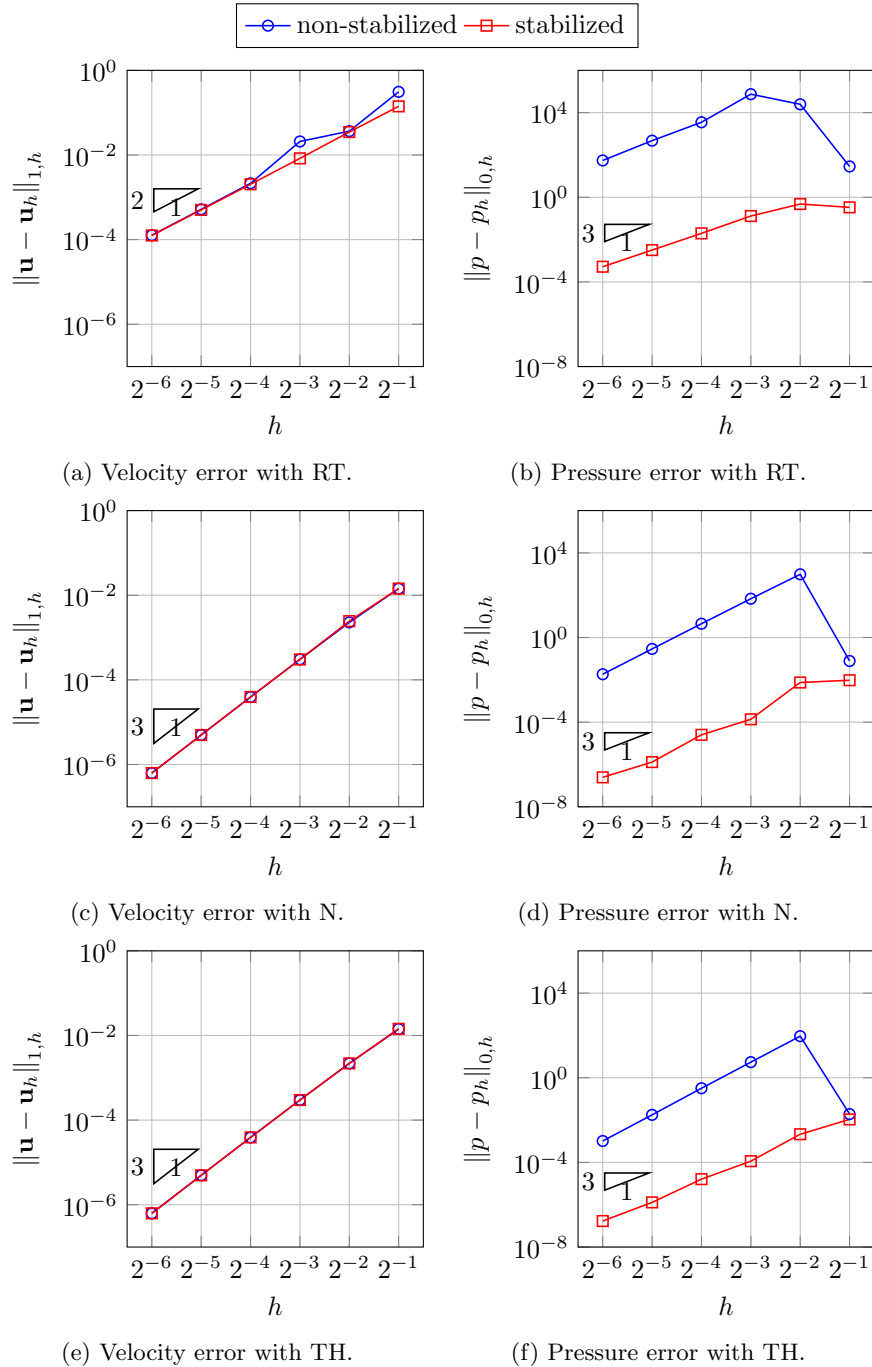 non-stabilized stabilized
10^0
10^{-2}
10^{-4}
10^{-6}
‖u − u_h‖_{1,h}
2
1
2^{-6} 2^{-5} 2^{-4} 2^{-3} 2^{-2} 2^{-1}
h
(a) Velocity error with RT.
10^4
10^0
10^{-4}
10^{-8}
‖p − p_h‖_{0,h}
3
1
2^{-6} 2^{-5} 2^{-4} 2^{-3} 2^{-2} 2^{-1}
h
(b) Pressure error with RT.
10^0
10^{-2}
10^{-4}
10^{-6}
‖u − u_h‖_{1,h}
3
1
2^{-6} 2^{-5} 2^{-4} 2^{-3} 2^{-2} 2^{-1}
h
(c) Velocity error with N.
10^4
10^0
10^{-4}
10^{-8}
‖p − p_h‖_{0,h}
3
1
2^{-6} 2^{-5} 2^{-4} 2^{-3} 2^{-2} 2^{-1}
h
(d) Pressure error with N.
10^0
10^{-2}
10^{-4}
10^{-6}
‖u − u_h‖_{1,h}
3
1
2^{-6} 2^{-5} 2^{-4} 2^{-3} 2^{-2} 2^{-1}
h
(e) Velocity error with TH.
10^4
10^0
10^{-4}
10^{-8}
‖p − p_h‖_{0,h}
3
1
2^{-6} 2^{-5} 2^{-4} 2^{-3} 2^{-2} 2^{-1}
h
(f) Pressure error with TH.